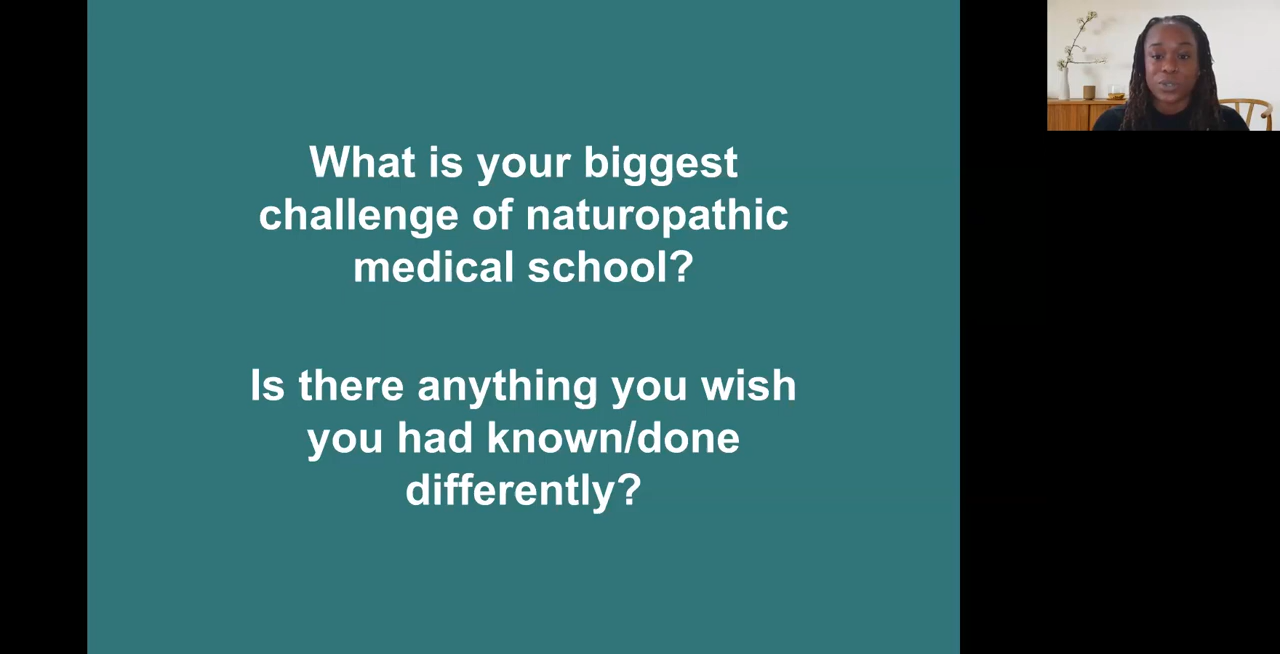 What is your biggest
challenge of naturopathic
medical school?
Is there anything you wish
you had known/done
differently?